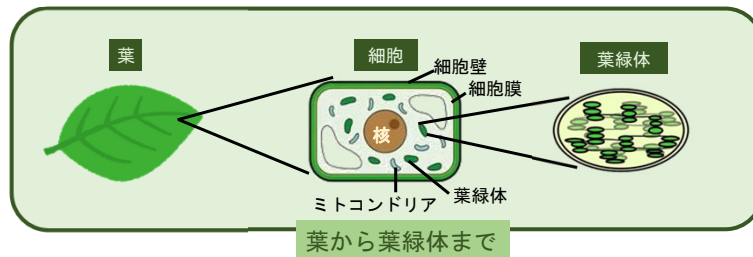 葉
細胞
葉緑体
細胞壁
細胞膜
核
葉緑体
ミトコンドリア
葉から葉緑体まで